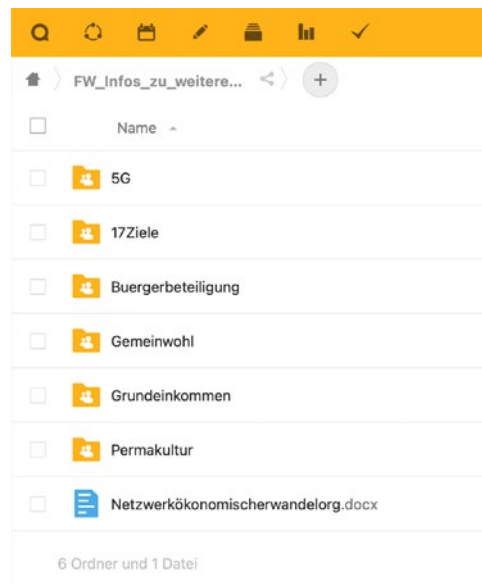 FW_Infos_zu_weitere...
Name
5G
17Ziele
Buergerbeteiligung
Gemeinwohl
Grundeinkommen
Permakultur
Netzwerkökonomischerwandelorg.docx
6 Ordner und 1 Datei